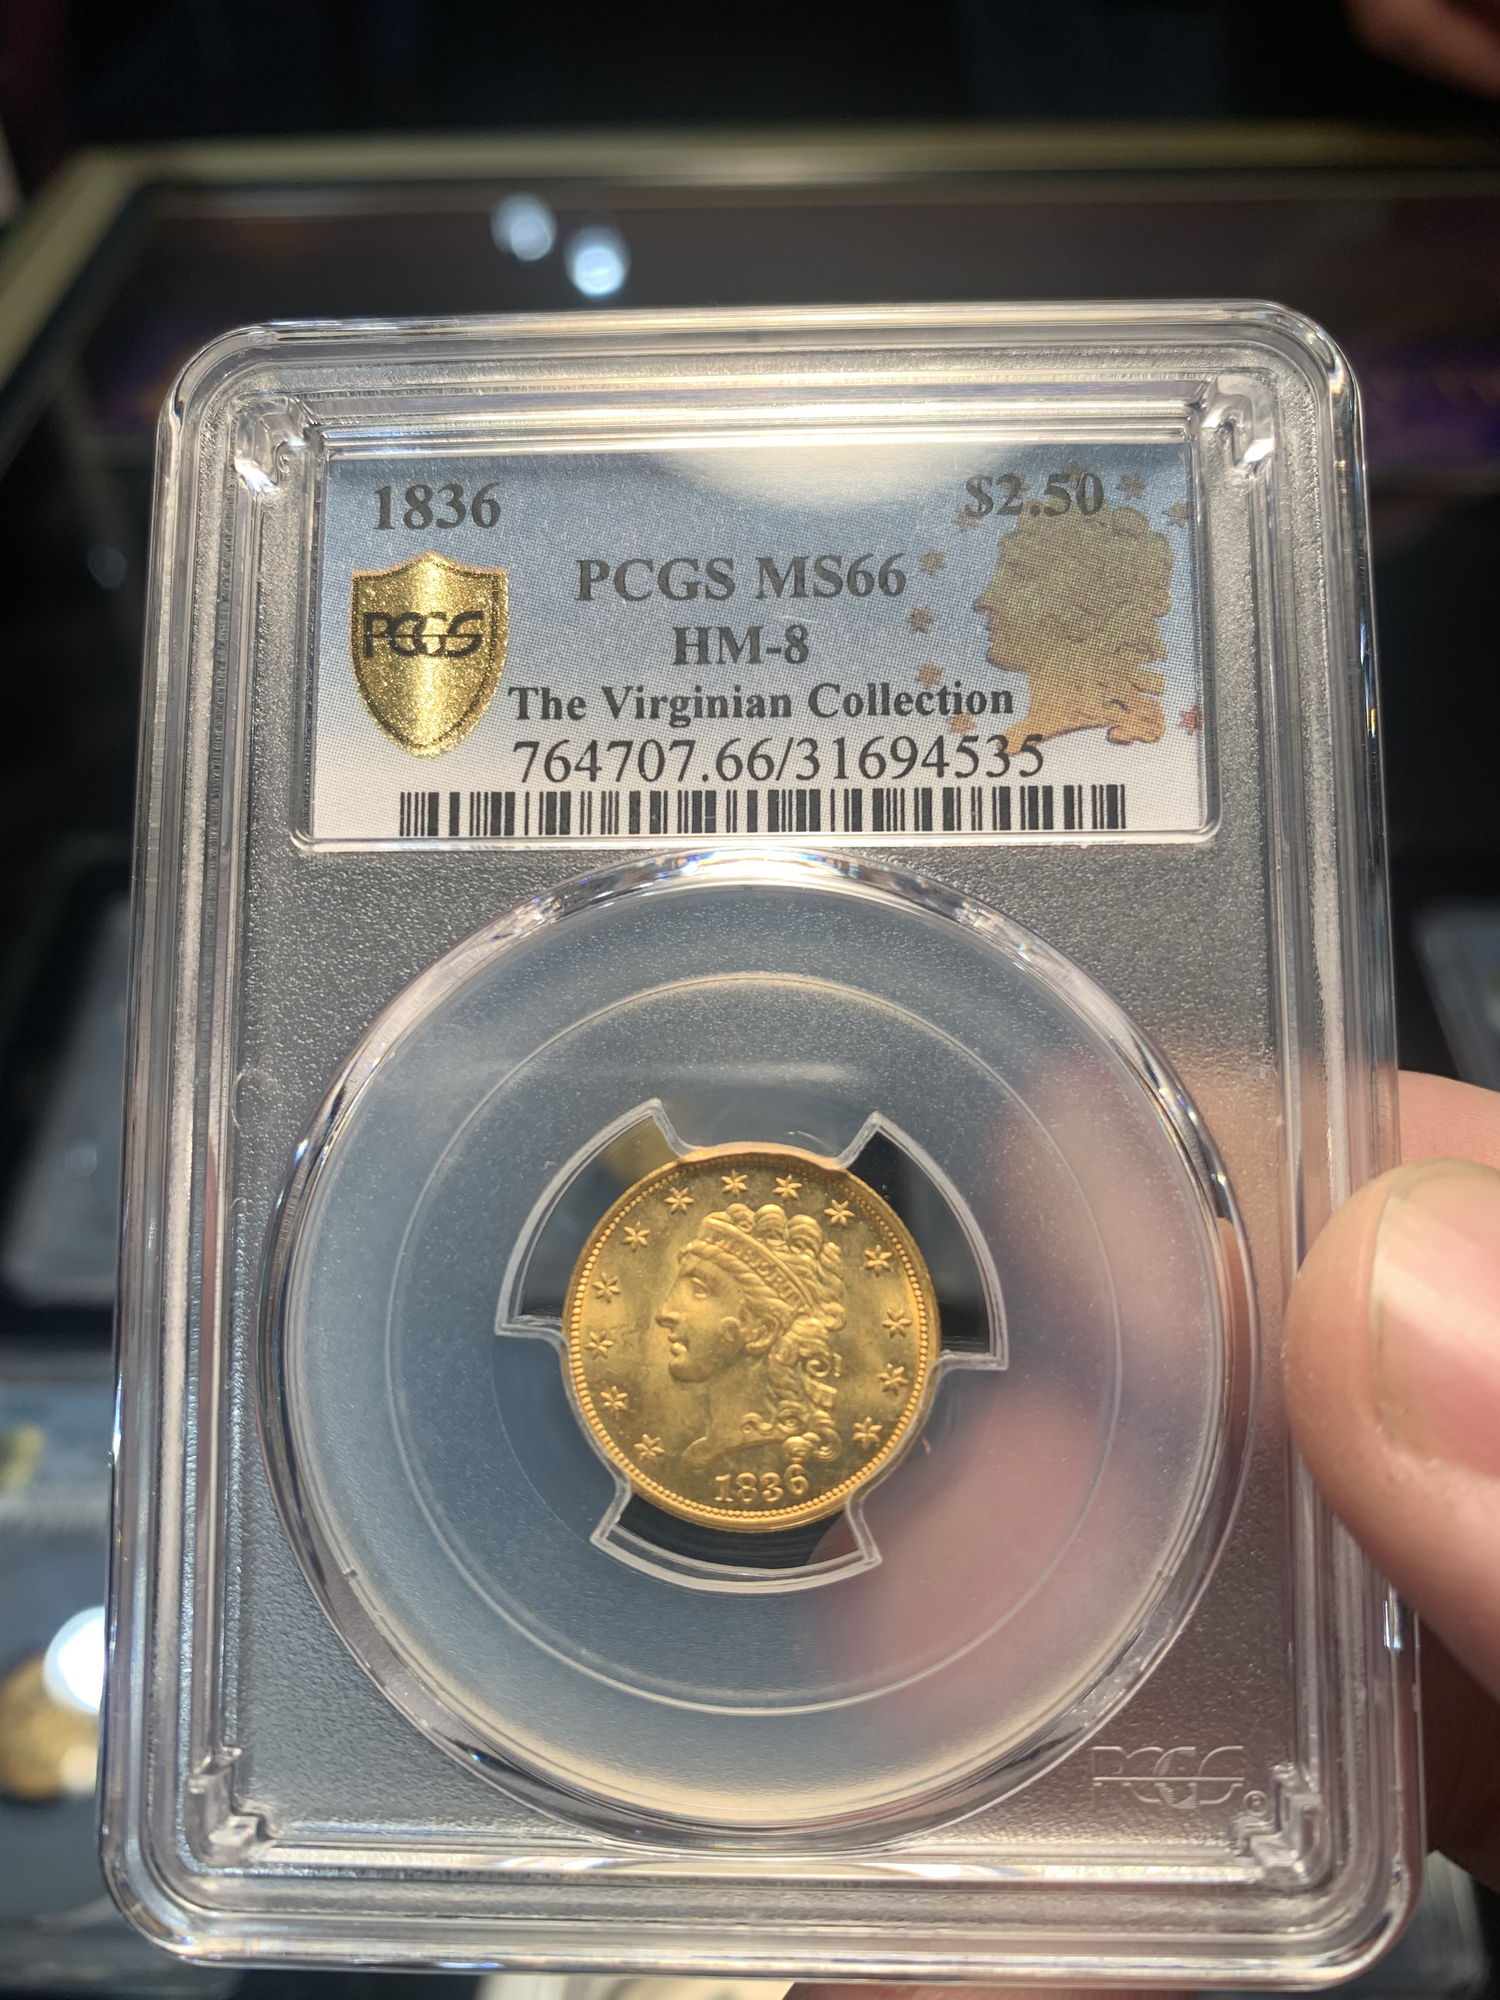 1836 $2.50
PCGS MS66
PCGS
HM-8
The Virginian Collection
764707.66/31694535
LIBERTY
1836
PCGS